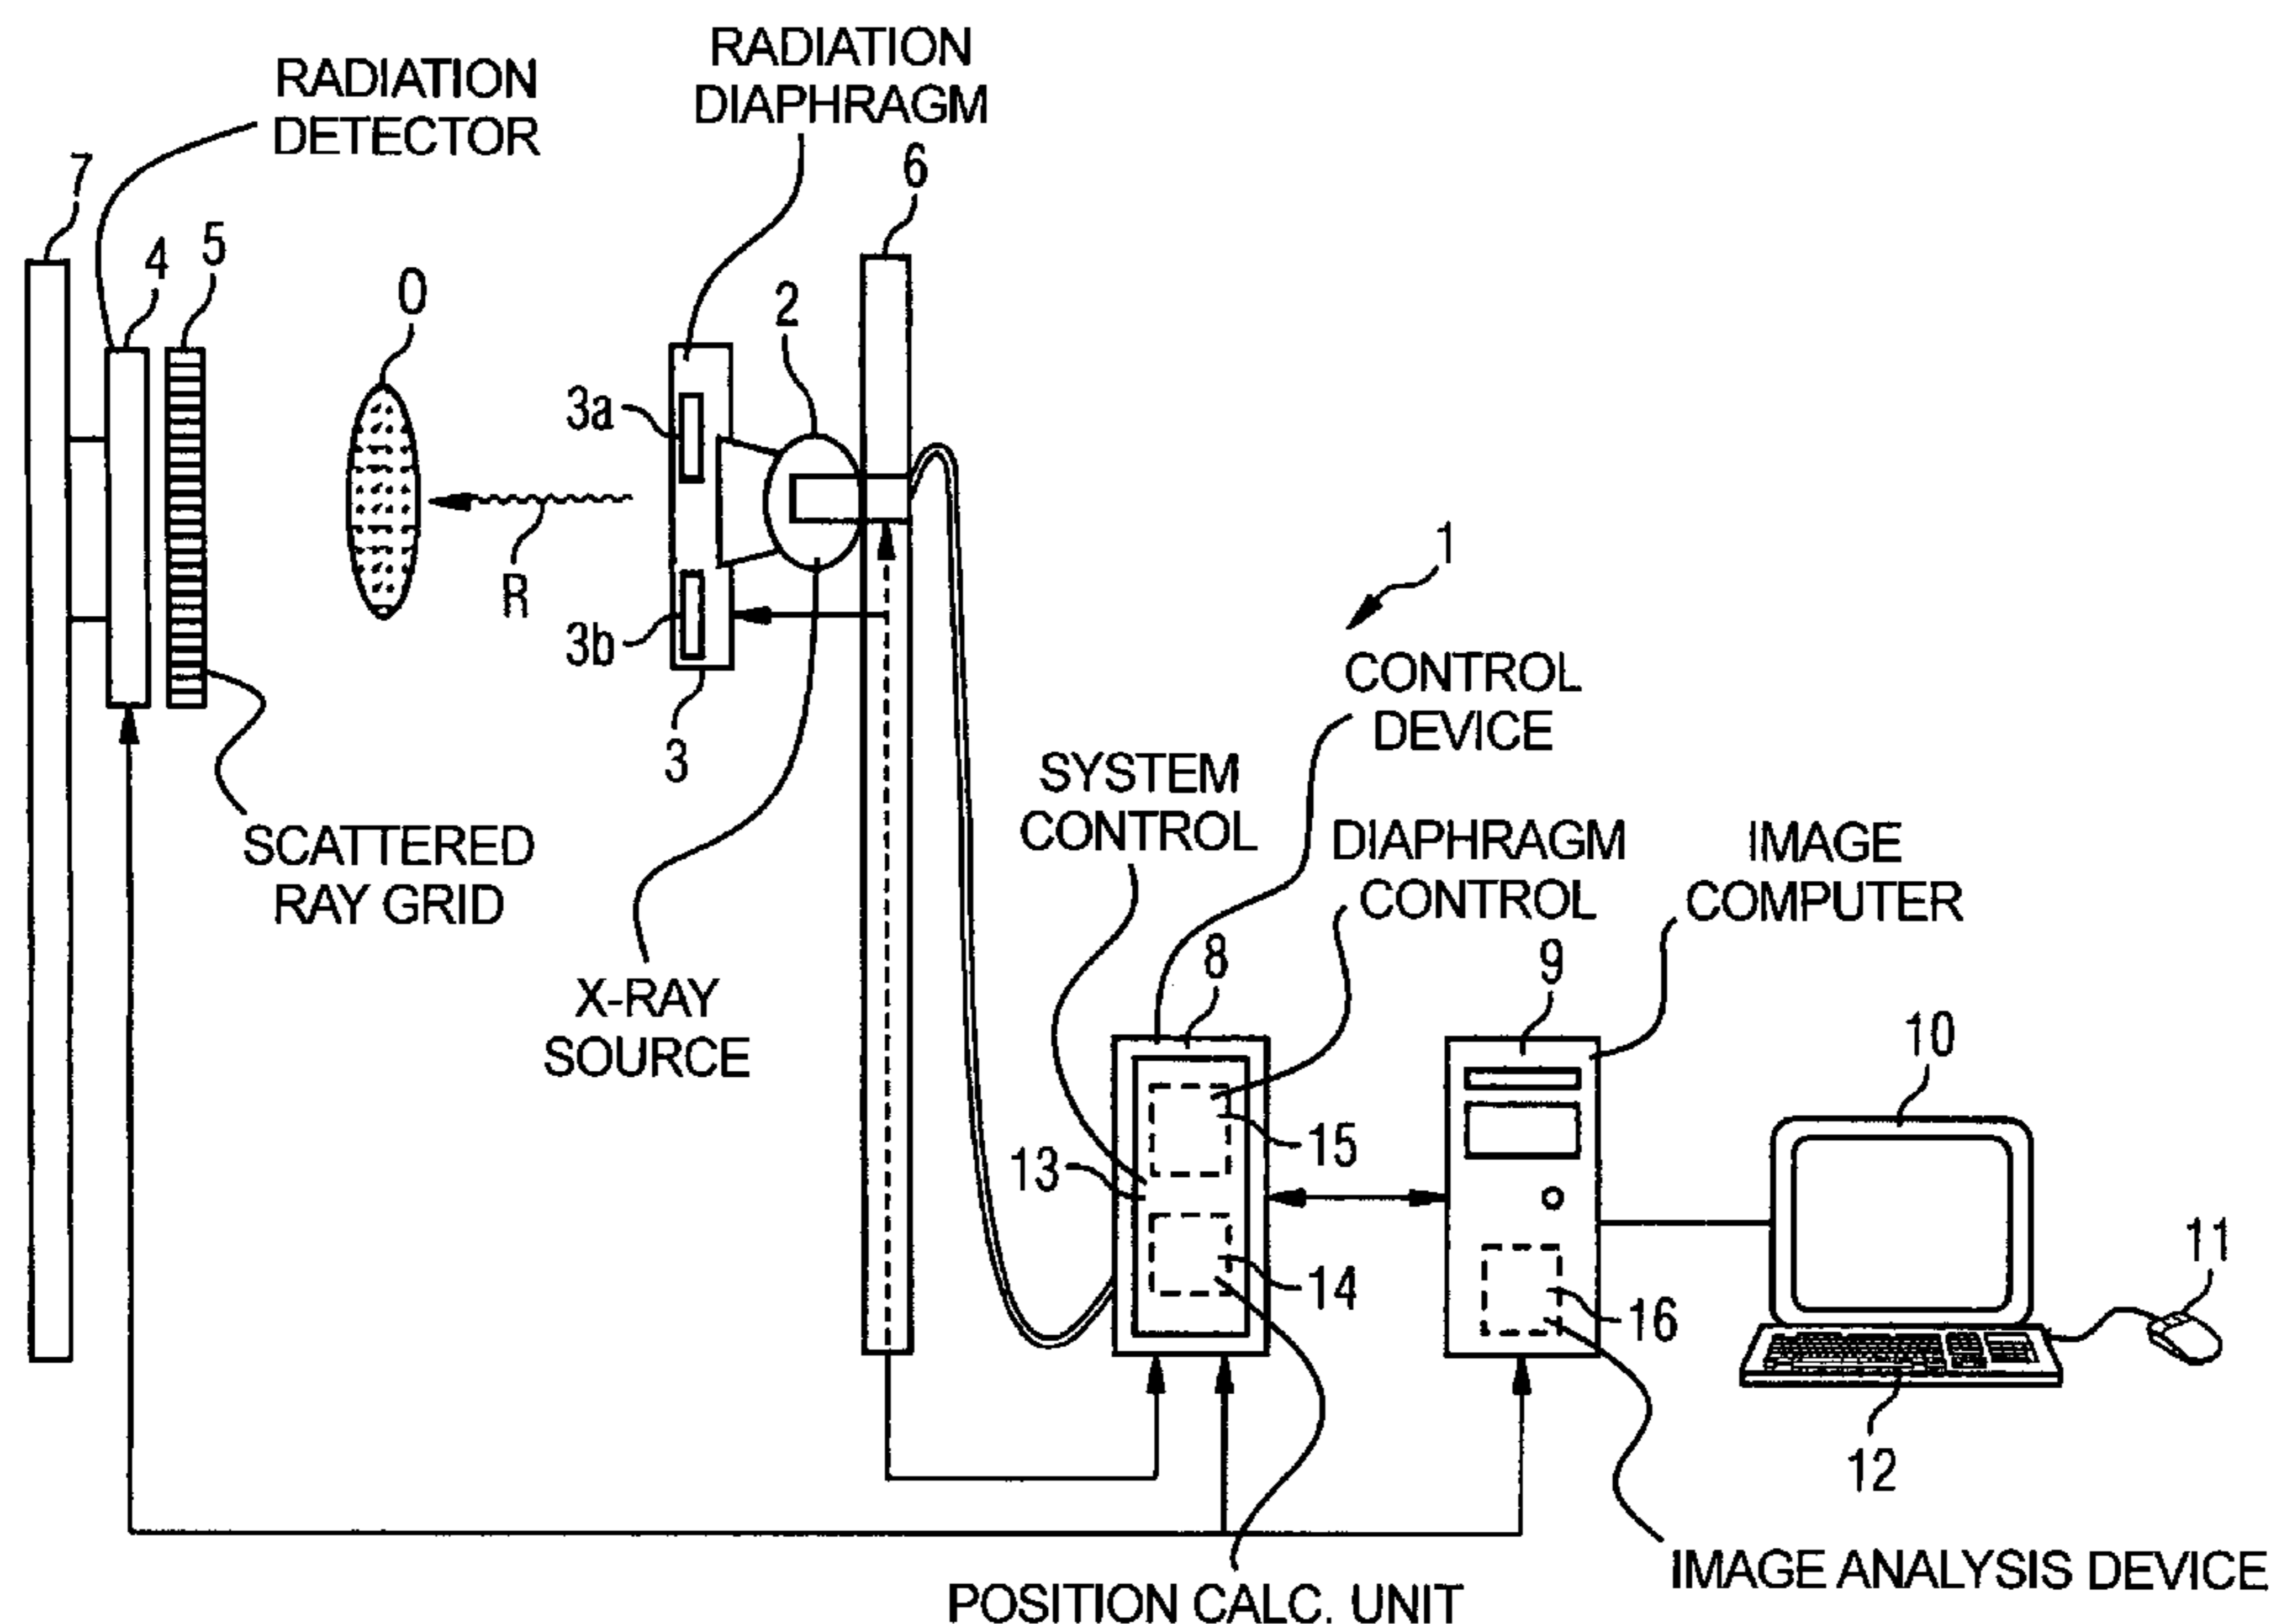 RADIATION
DIAPHRAGM
RADIATION
DETECTOR
7
6
5
4
O
2
3a
R
3b
3
1
CONTROL
DEVICE
SYSTEM
CONTROL
DIAPHRAGM
CONTROL
IMAGE
COMPUTER
SCATTERED
RAY GRID
X-RAY
SOURCE
8
9
10
15
13
14
16
11
12
IMAGE ANALYSIS DEVICE
POSITION CALC. UNIT